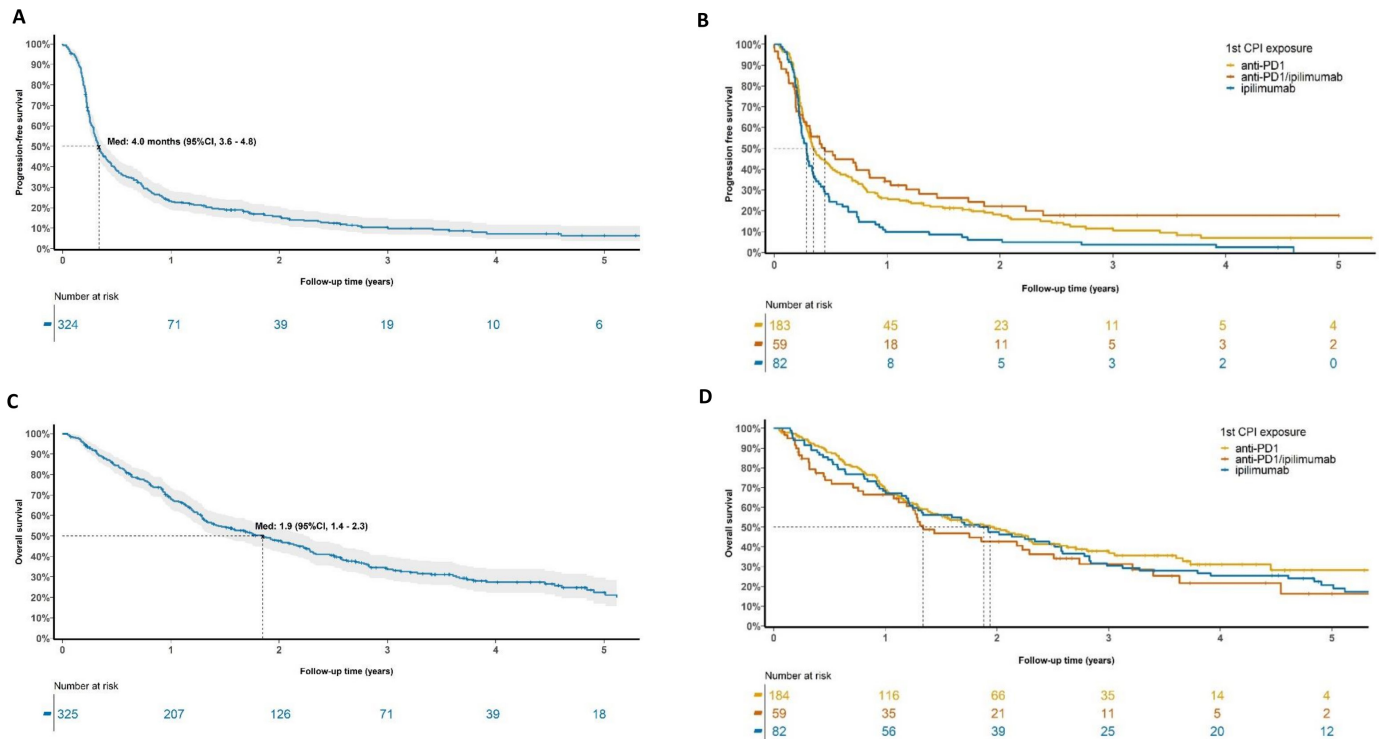 A
100%
90%
80%
70%
60%
50%
40%
30%
20%
10%
0%
Progression-free survival
Med: 4.0 months (95%CI, 3.6 - 4.8)
0 1 2 3 4 5
Follow-up time (years)
Number at risk
324 71 39 19 10 6
B
100%
90%
80%
70%
60%
50%
40%
30%
20%
10%
0%
Progression free survival
1st CPI exposure
anti-PD1
anti-PD1/ipilimumab
ipilimumab
0 1 2 3 4 5
Follow-up time (years)
Number at risk
183 45 23 11 5 4
59 18 11 5 3 2
82 8 5 3 2 0
C
100%
90%
80%
70%
60%
50%
40%
30%
20%
10%
0%
Overall survival
Med: 1.9 (95%CI, 1.4 - 2.3)
0 1 2 3 4 5
Follow-up time (years)
Number at risk
325 207 126 71 39 18
D
100%
90%
80%
70%
60%
50%
40%
30%
20%
10%
0%
Overall survival
1st CPI exposure
anti-PD1
anti-PD1/ipilimumab
ipilimumab
0 1 2 3 4 5
Follow-up time (years)
Number at risk
184 116 66 35 14 4
59 35 21 11 5 2
82 56 39 25 20 12